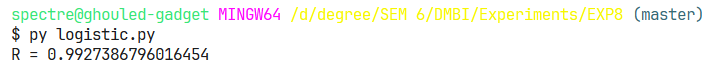 spectre@ghouled-gadget MINGW64 /d/degree/SEM 6/DMBI/Experiments/EXP8 (master)
$ py logistic.py
R = 0.9927386796016454